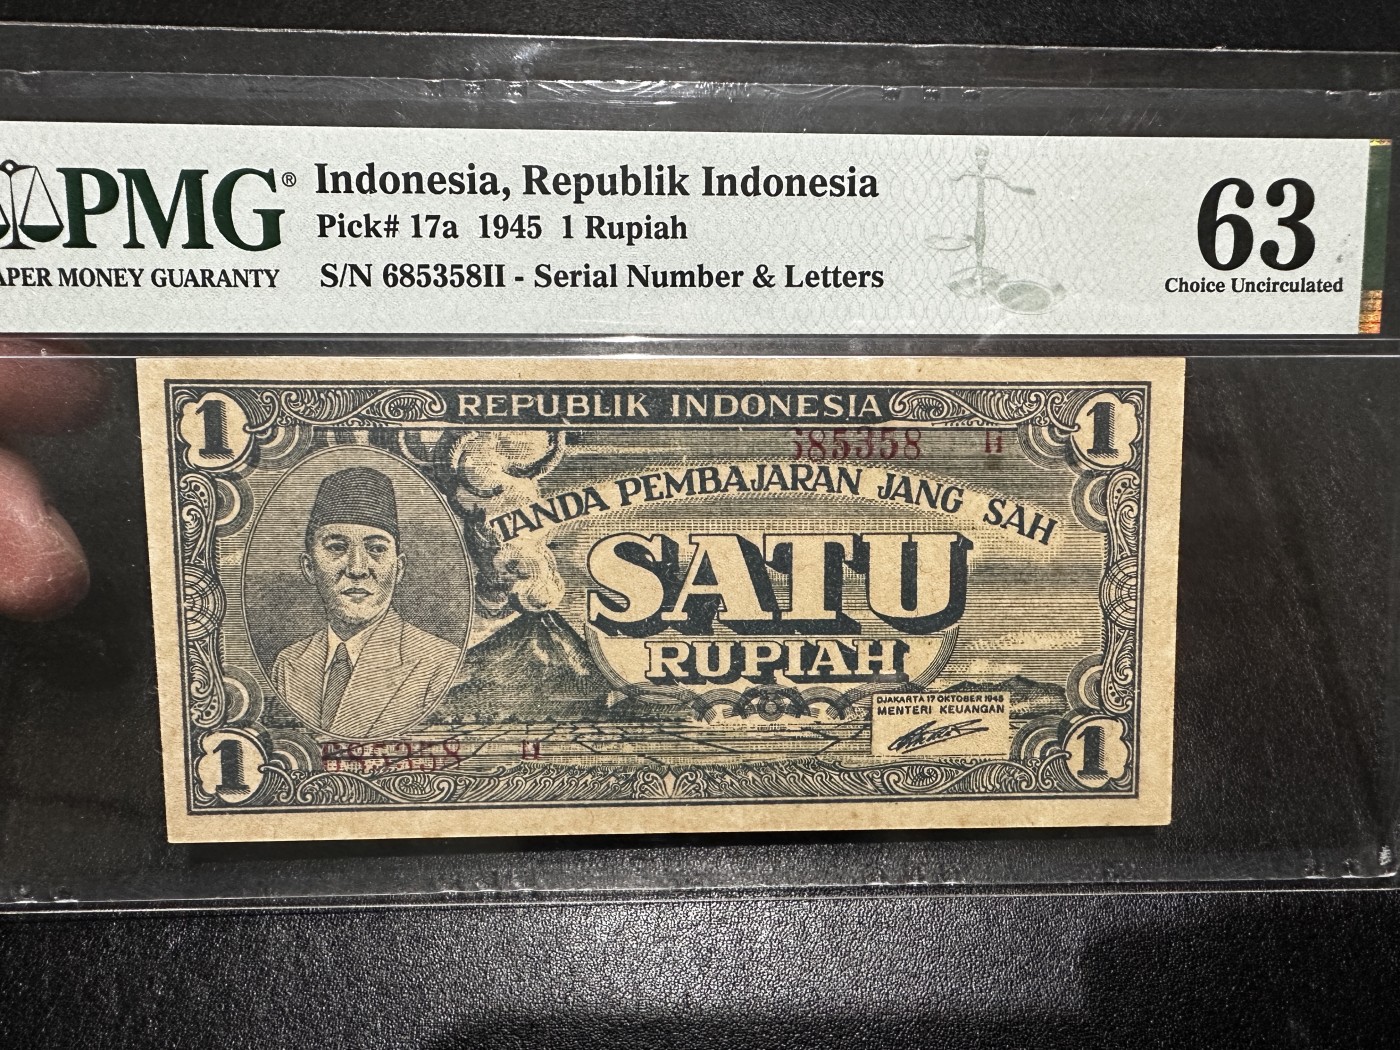 PMG®
PAPER MONEY GUARANTY
Indonesia, Republik Indonesia
Pick# 17a 1945 1 Rupiah
S/N 685358II - Serial Number & Letters
63
Choice Uncirculated
1
REPUBLIK INDONESIA
1
685358 II
TANDA PEMBAJARAN JANG SAH
SATU
RUPIAH
DJAKARTA 17 OKTOBER 1945
MENTERI KEUANGAN
685358 II
1
1